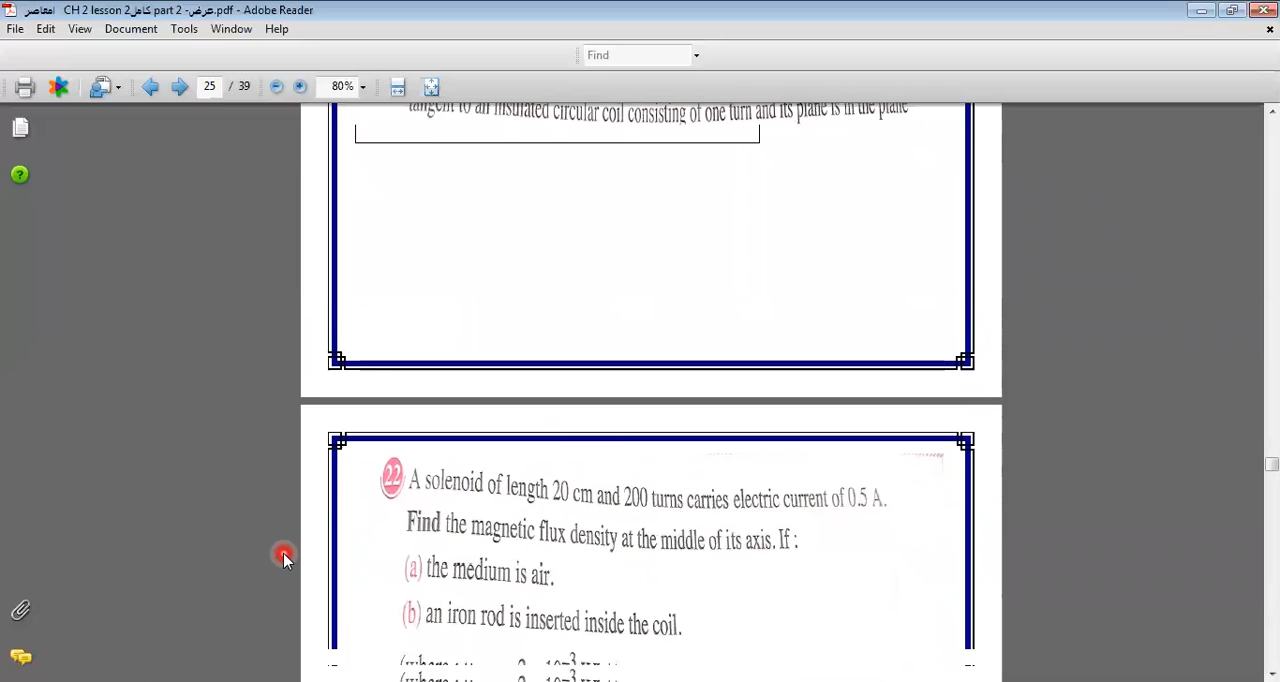 امعاصر CH 2 lesson 2كامل part 2 -عرض.pdf - Adobe Reader
File Edit View Document Tools Window Help
Find
25 / 39 80%
tangent to an insulated circular coil consisting of one turn and its plane is in the plane
22 A solenoid of length 20 cm and 200 turns carries electric current of 0.5 A.
Find the magnetic flux density at the middle of its axis. If :
(a) the medium is air.
(b) an iron rod is inserted inside the coil.